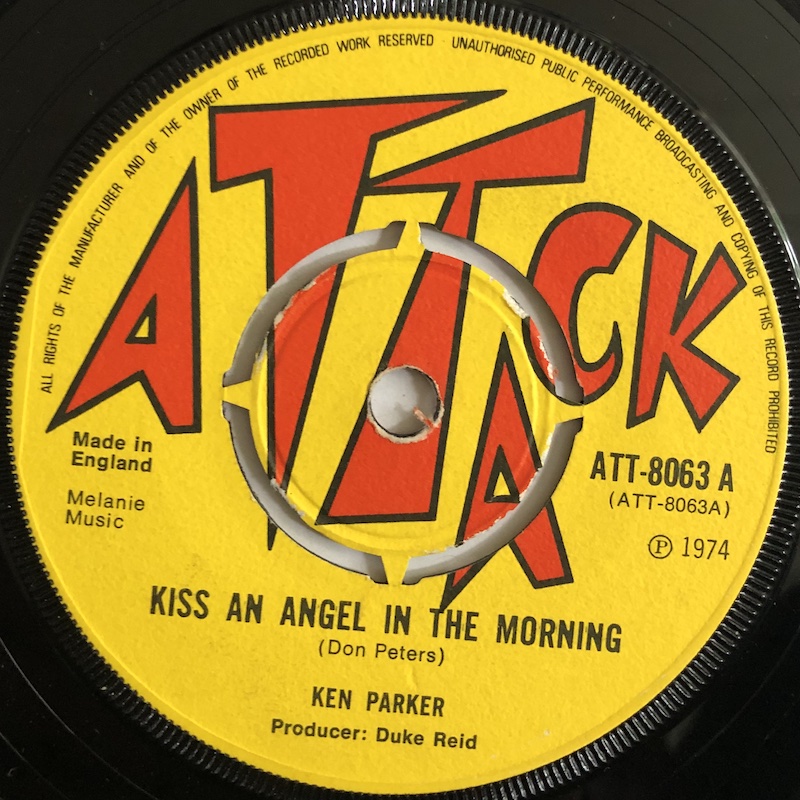 ALL RIGHTS OF THE MANUFACTURER AND OF THE OWNER OF THE RECORDED WORK RESERVED · UNAUTHORISED PUBLIC PERFORMANCE BROADCASTING AND COPYING OF THIS RECORD PROHIBITED
ATTACK
Made in
England
Melanie
Music
ATT-8063 A
(ATT-8063A)
Ⓟ 1974
KISS AN ANGEL IN THE MORNING
(Don Peters)
KEN PARKER
Producer: Duke Reid